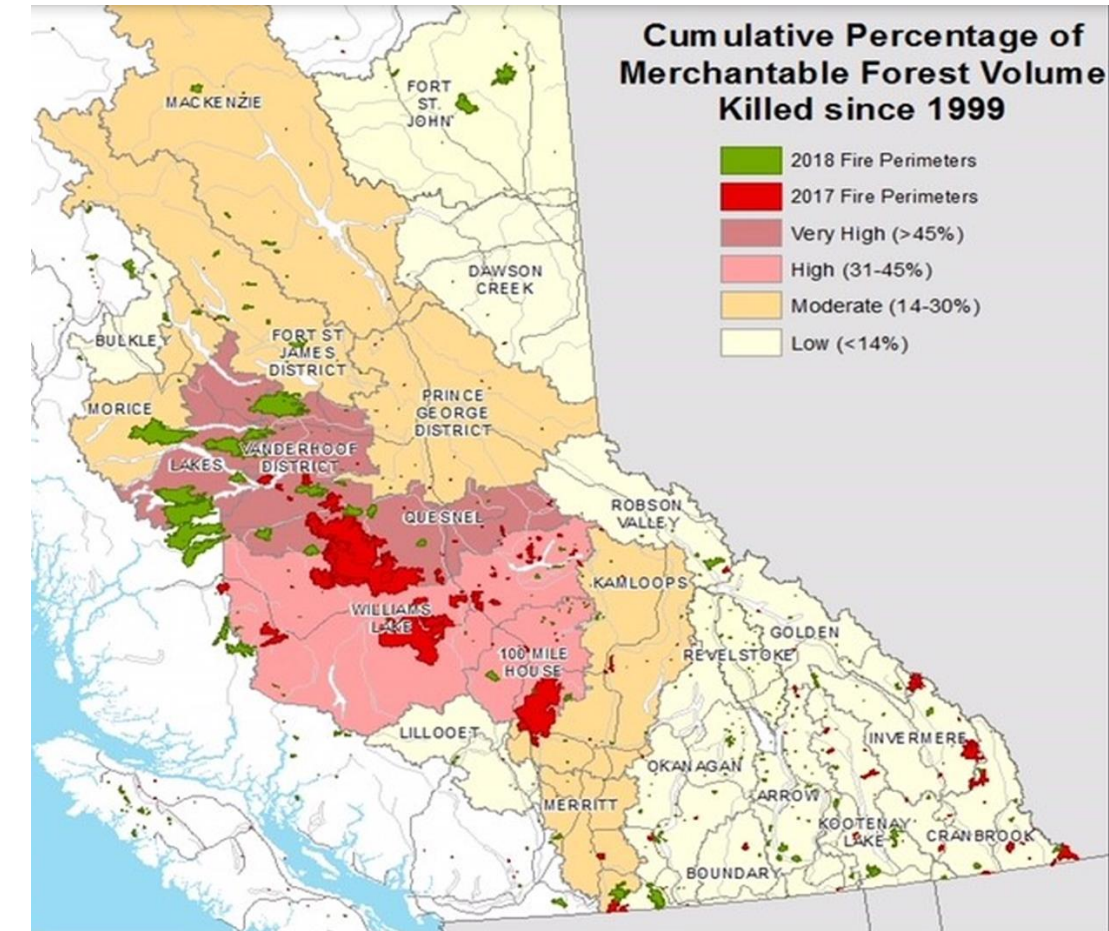 Cumulative Percentage of
Merchantable Forest Volume
Killed since 1999
2018 Fire Perimeters
2017 Fire Perimeters
Very High (>45%)
High (31-45%)
Moderate (14-30%)
Low (<14%)
MACKENZIE
FORT
ST.
JOHN
DAWSON
CREEK
BULKLEY
FORT ST
JAMES
DISTRICT
MORICE
PRINCE
GEORGE
DISTRICT
VANDERHOOF
DISTRICT
LAKES
QUESNEL
ROBSON
VALLEY
KAMLOOPS
WILLIAMS
LAKE
100 MILE
HOUSE
GOLDEN
REVELSTOKE
LILLOOET
INVERMERE
OKANAGAN
ARROW
MERRITT
KOOTENAY
LAKE
CRANBROOK
BOUNDARY